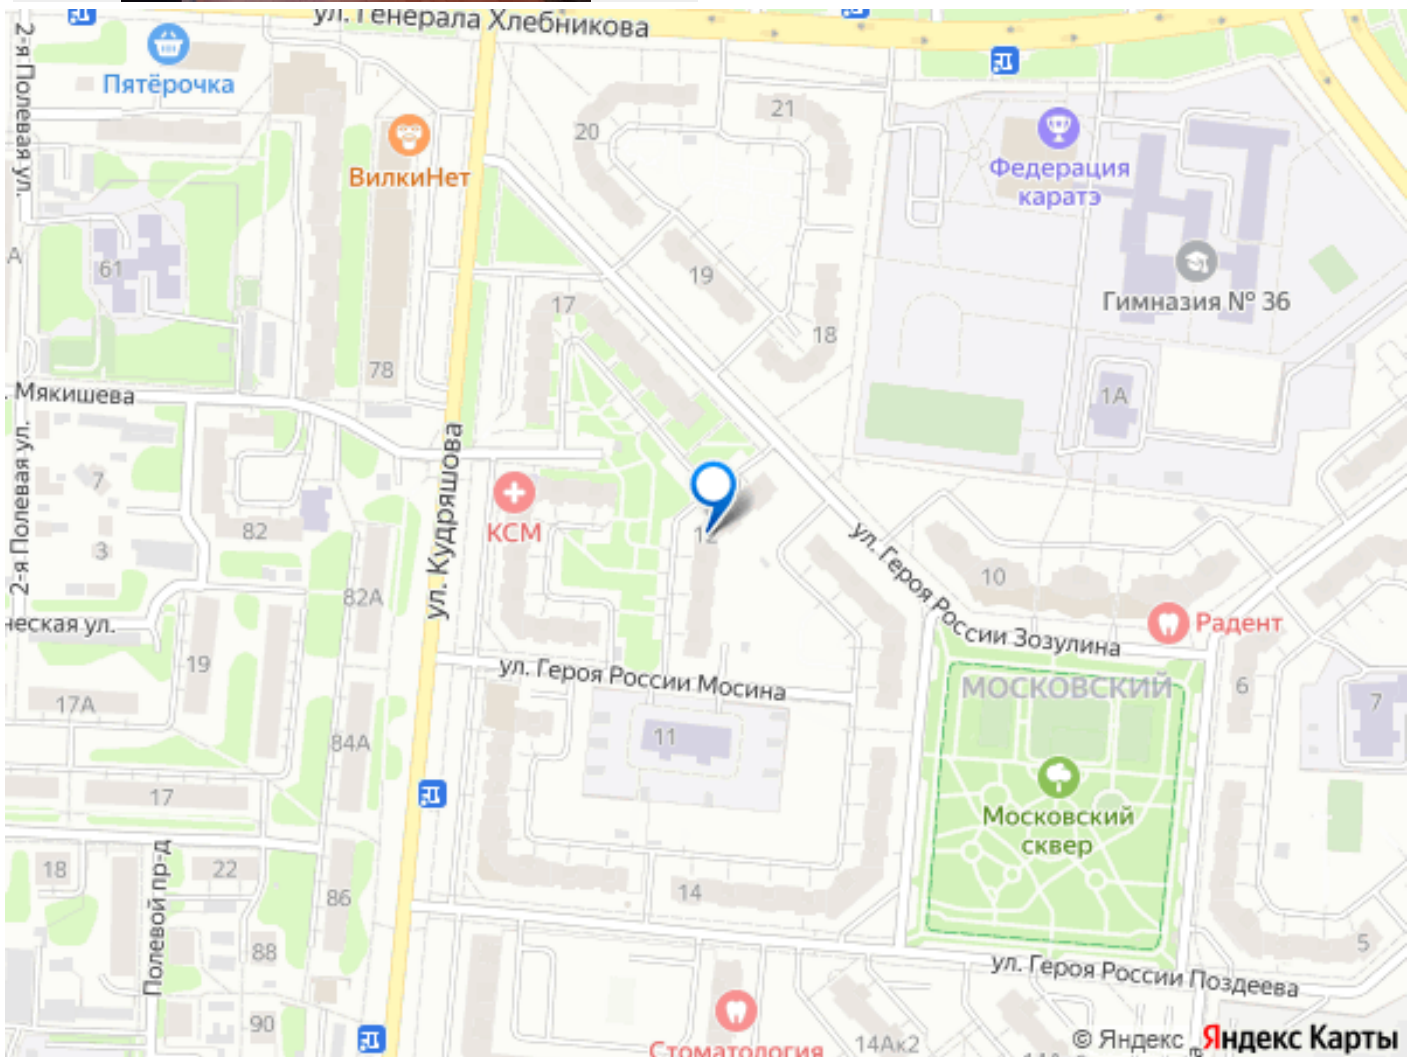 ул. Генерала Хлебникова
2-я Полевая ул.
Пятёрочка
21
20
ВилкиНет
Федерация
каратэ
А
61
19
17
18
Гимназия № 36
78
1А
. Мякишева
7
2-я Полевая ул.
ул. Кудряшова
82
КСМ
12
3
10
ул. Героя России Зозулина
82А
ческая ул.
Радент
19
ул. Героя России Мосина
МОСКОВСКИЙ
6
7
17А
84А
11
17
Московский
сквер
18
22
Полевой пр-д
86
14
88
5
ул. Героя России Поздеева
90
Стоматология
14Ак2
© Яндекс Яндекс Карты